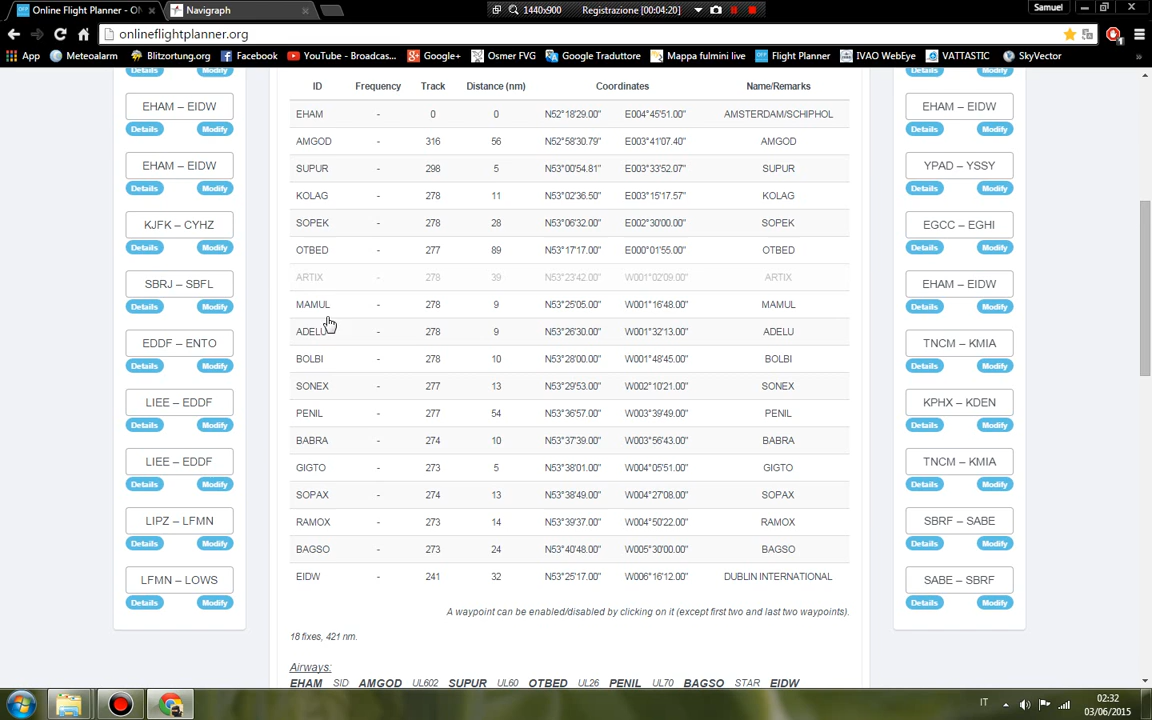 Online Flight Planner - ON
Navigraph
1440x900
Registrazione [00:04:20]
Samuel
onlineflightplanner.org
App
Meteoalarm
Blitzortung.org
Facebook
YouTube - Broadcas...
Google+
Osmer FVG
Google Traduttore
Mappa fulmini live
Flight Planner
IVAO WebEye
VATTASTIC
SkyVector
Details Modify
EHAM – EIDW
Details Modify
EHAM – EIDW
Details Modify
KJFK – CYHZ
Details Modify
SBRJ – SBFL
Details Modify
EDDF – ENTO
Details Modify
LIEE – EDDF
Details Modify
LIEE – EDDF
Details Modify
LIPZ – LFMN
Details Modify
LFMN – LOWS
Details Modify
ID Frequency Track Distance (nm) Coordinates Name/Remarks
EHAM - 0 0 N52°18'29.00" E004°45'51.00" AMSTERDAM/SCHIPHOL
AMGOD - 316 56 N52°58'30.79" E003°41'07.40" AMGOD
SUPUR - 298 5 N53°00'54.81" E003°33'52.07" SUPUR
KOLAG - 278 11 N53°02'36.50" E003°15'17.57" KOLAG
SOPEK - 278 28 N53°06'32.00" E002°30'00.00" SOPEK
OTBED - 277 89 N53°17'17.00" E000°01'55.00" OTBED
ARTIX - 278 39 N53°23'42.00" W001°02'09.00" ARTIX
MAMUL - 278 9 N53°25'05.00" W001°16'48.00" MAMUL
ADELU - 278 9 N53°26'30.00" W001°32'13.00" ADELU
BOLBI - 278 10 N53°28'00.00" W001°48'45.00" BOLBI
SONEX - 277 13 N53°29'53.00" W002°10'21.00" SONEX
PENIL - 277 54 N53°36'57.00" W003°39'49.00" PENIL
BABRA - 274 10 N53°37'39.00" W003°56'43.00" BABRA
GIGTO - 273 5 N53°38'01.00" W004°05'51.00" GIGTO
SOPAX - 274 13 N53°38'49.00" W004°27'08.00" SOPAX
RAMOX - 273 14 N53°39'37.00" W004°50'22.00" RAMOX
BAGSO - 273 24 N53°40'48.00" W005°30'00.00" BAGSO
EIDW - 241 32 N53°25'17.00" W006°16'12.00" DUBLIN INTERNATIONAL
A waypoint can be enabled/disabled by clicking on it (except first two and last two waypoints).
18 fixes, 421 nm.
Airways:
EHAM SID AMGOD UL602 SUPUR UL60 OTBED UL26 PENIL UL70 BAGSO STAR EIDW
Details Modify
EHAM – EIDW
Details Modify
YPAD – YSSY
Details Modify
EGCC – EGHI
Details Modify
EHAM – EIDW
Details Modify
TNCM – KMIA
Details Modify
KPHX – KDEN
Details Modify
TNCM – KMIA
Details Modify
SBRF – SABE
Details Modify
SABE – SBRF
Details Modify
IT
02:32
03/06/2015